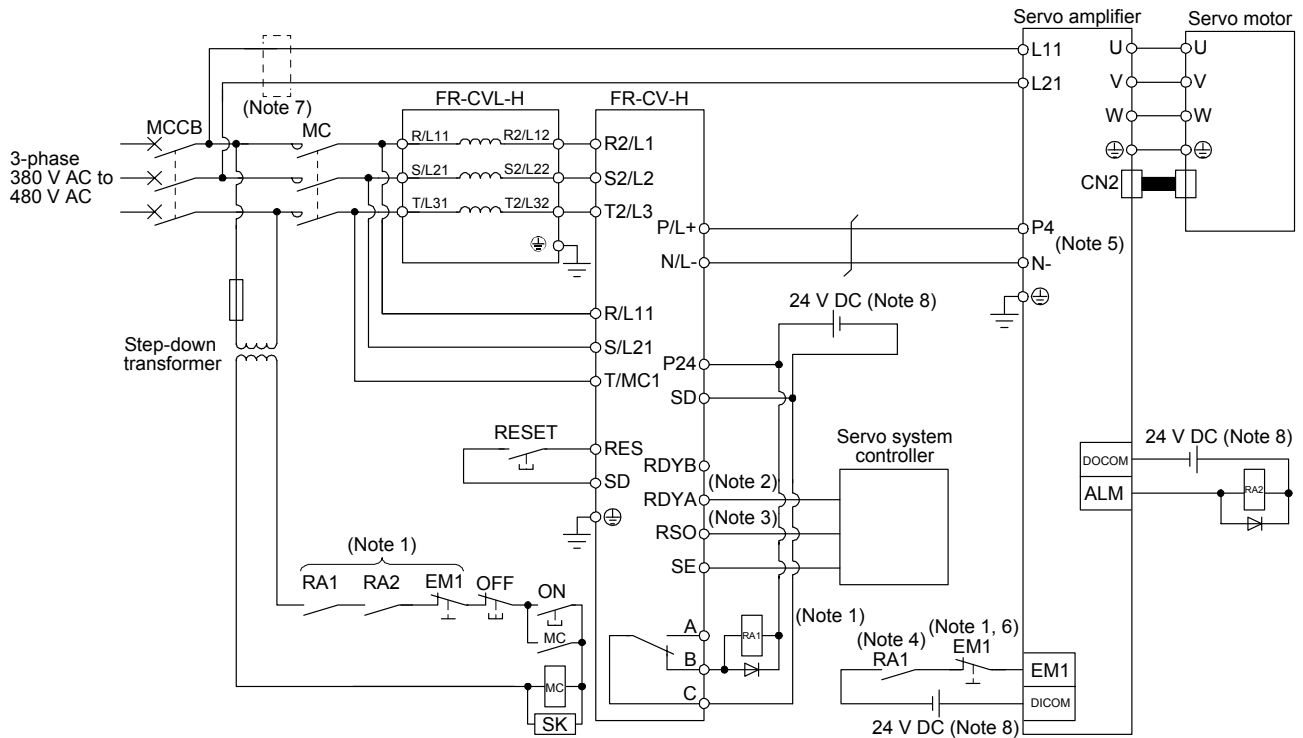 Servo amplifier
Servo motor
L11
U
U
L21
V
V
W
W
(Note 7)
FR-CVL-H
FR-CV-H
MCCB
MC
R/L11
R2/L12
R2/L1
3-phase
380 V AC to
480 V AC
S/L21
S2/L22
S2/L2
T/L31
T2/L32
T2/L3
CN2
P/L+
P4
(Note 5)
N/L-
N-
24 V DC (Note 8)
R/L11
Step-down
transformer
S/L21
P24
T/MC1
SD
RESET
RES
SD
RDYB
Servo system
controller
24 V DC (Note 8)
DOCOM
RA2
ALM
RDYA
(Note 2)
RSO
(Note 3)
SE
(Note 1)
RA1
RA2
EM1
OFF
ON
MC
A
RA1
(Note 1)
B
C
(Note 4)
RA1
(Note 1, 6)
EM1
EM1
DICOM
24 V DC (Note 8)
MC
SK